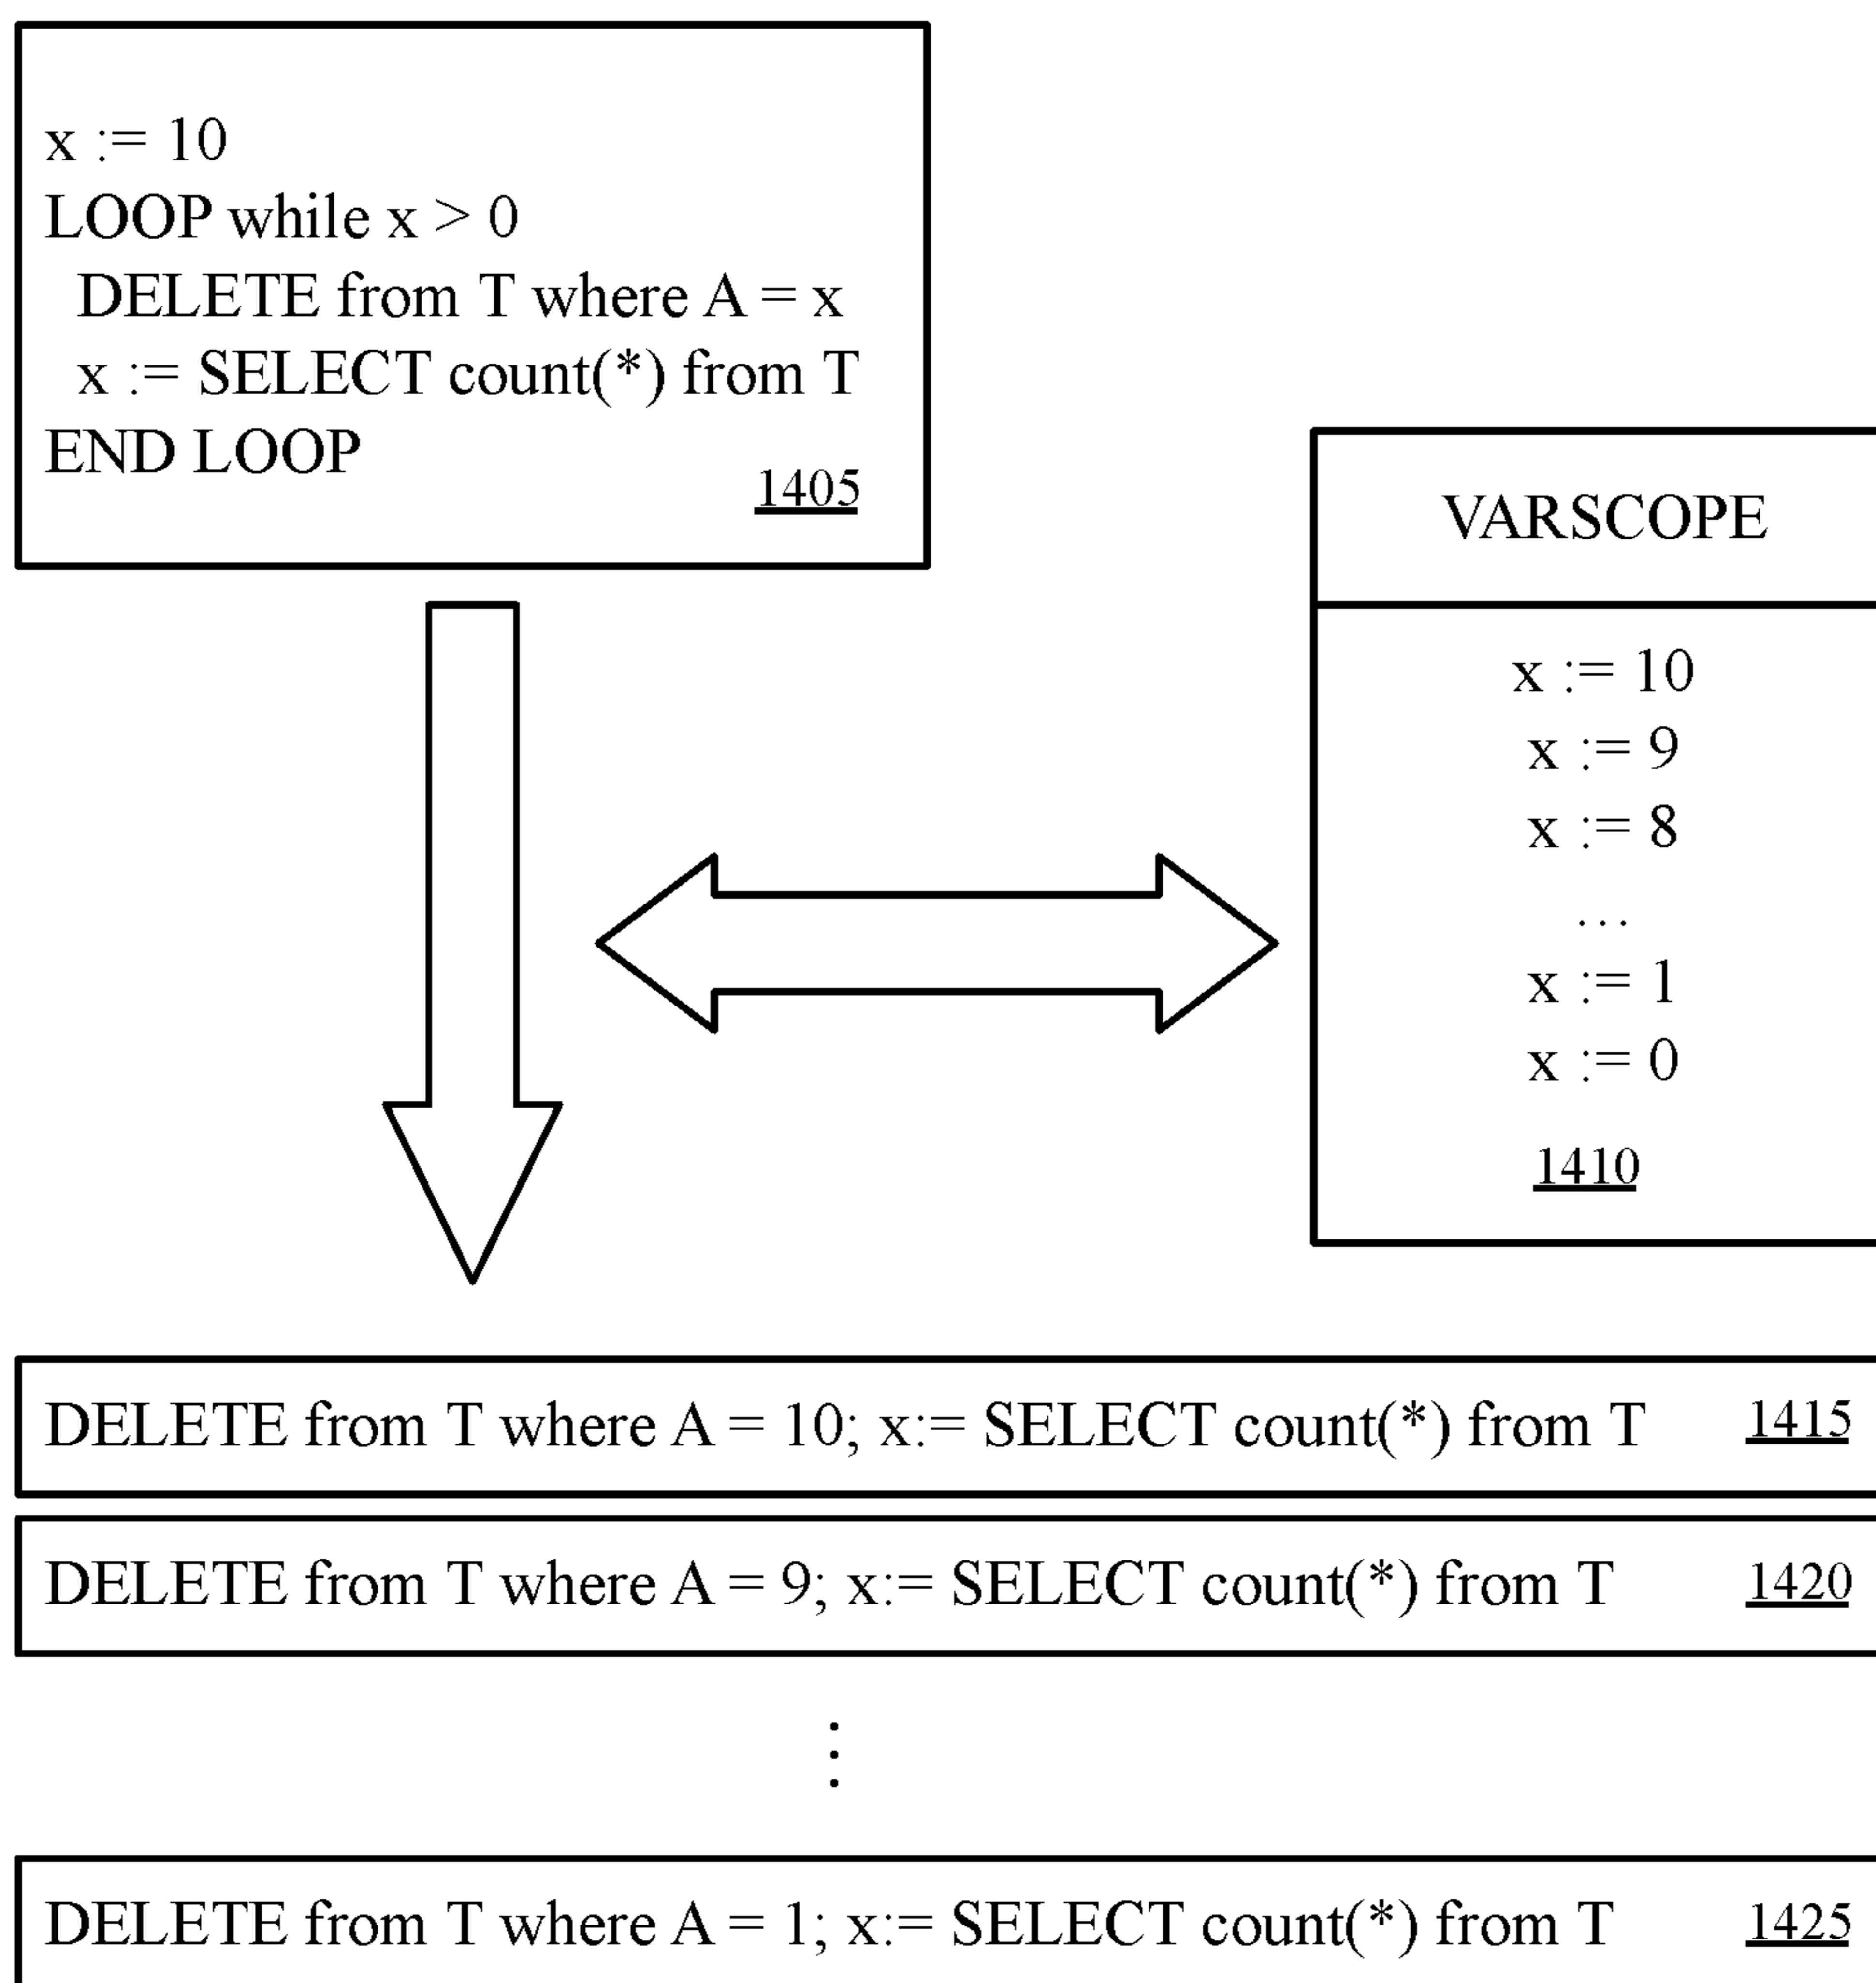 x := 10
LOOP while x > 0
DELETE from T where A = x
x := SELECT count(*) from T
END LOOP
1405
VARSCOPE
x := 10
x := 9
x := 8
...
x := 1
x := 0
1410
DELETE from T where A = 10; x:= SELECT count(*) from T 1415
DELETE from T where A = 9; x:= SELECT count(*) from T 1420
DELETE from T where A = 1; x:= SELECT count(*) from T 1425